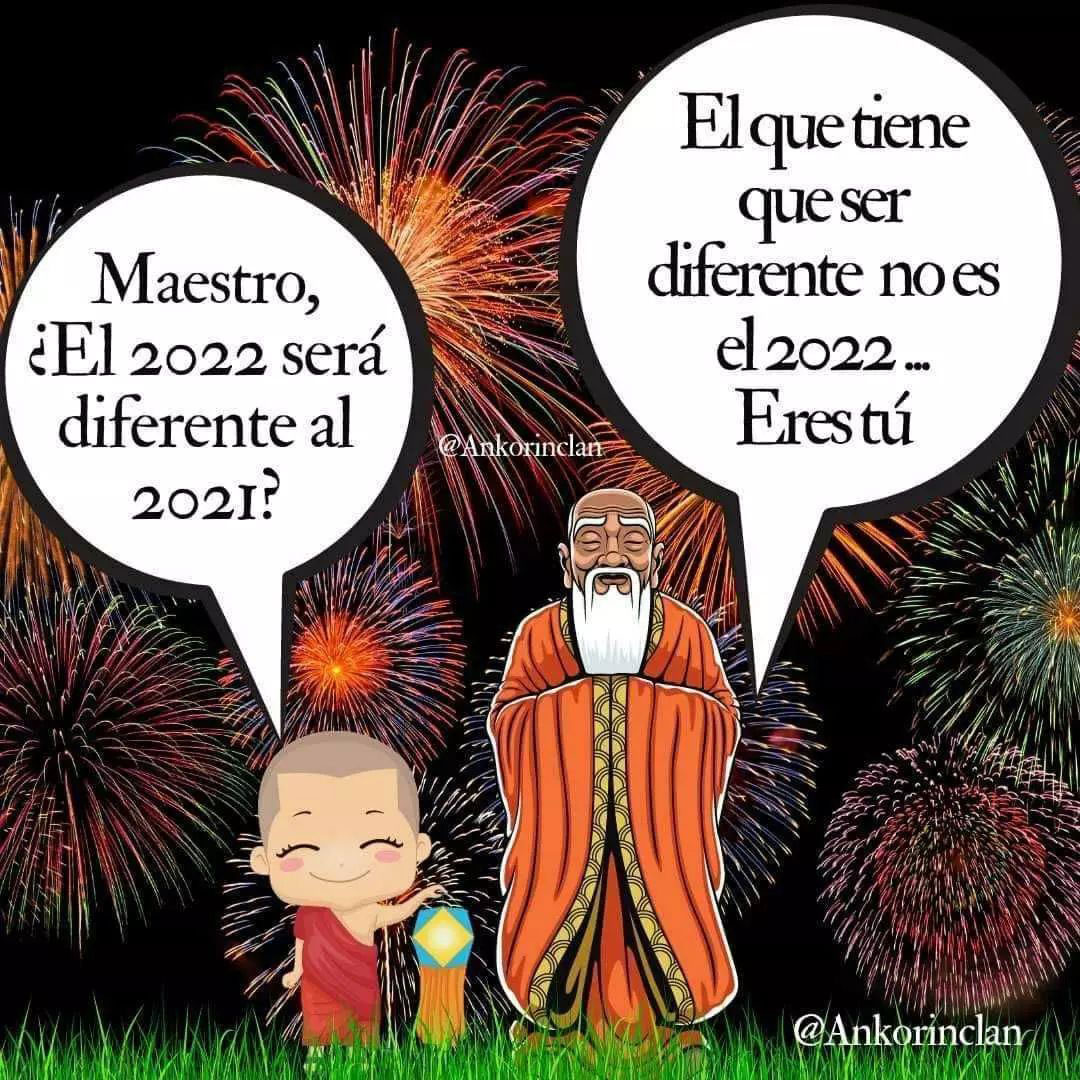 Maestro,
¿El 2022 será
diferente al
2021?
El que tiene
que ser
diferente no es
el 2022...
Eres tú
@Ankorinclan
@Ankorinclan